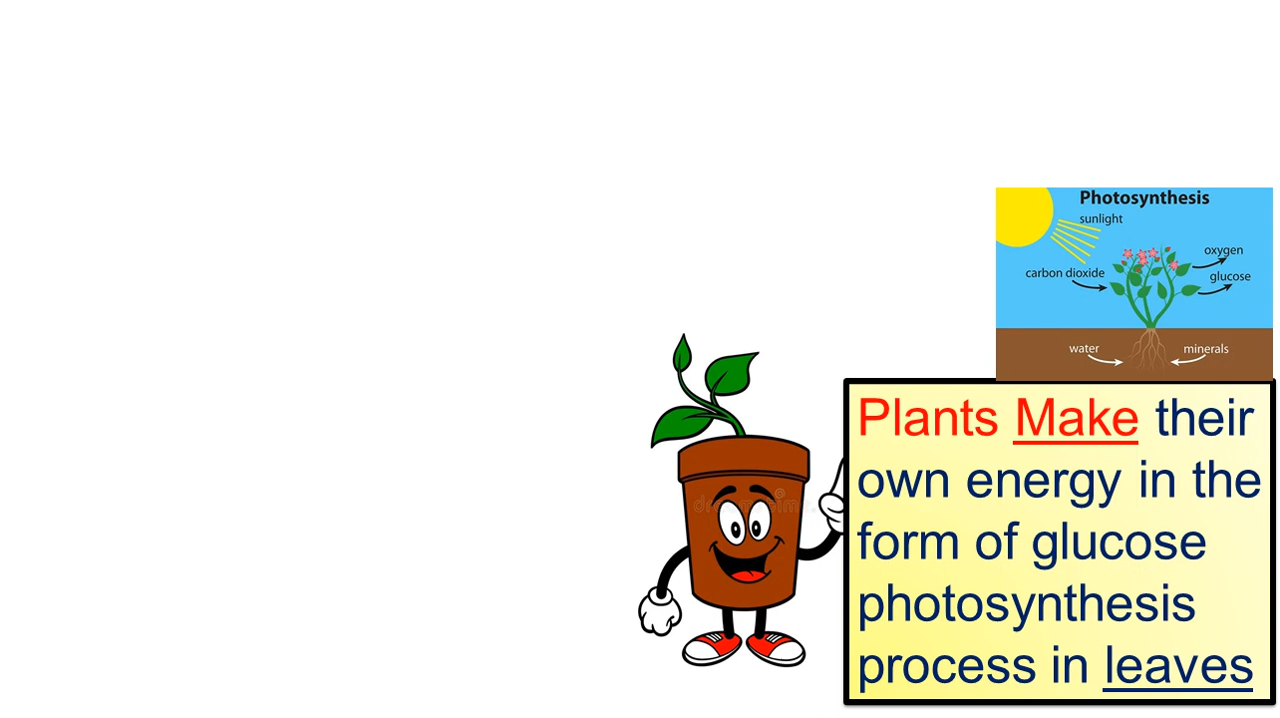 Photosynthesis
sunlight
oxygen
carbon dioxide
glucose
water
minerals
Plants Make their
own energy in the
form of glucose
photosynthesis
process in leaves